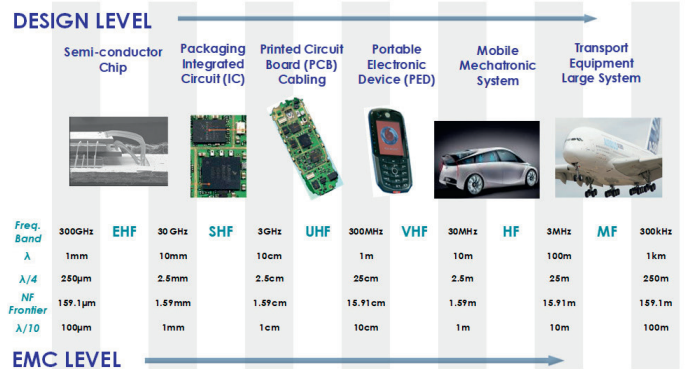 DESIGN LEVEL
Semi-conductor
Chip
Packaging
Integrated
Circuit (IC)
Printed Circuit
Board (PCB)
Cabling
Portable
Electronic
Device (PED)
Mobile
Mechatronic
System
Transport
Equipment
Large System
Freq.
Band
300GHz EHF 30 GHz SHF 3GHz UHF 300MHz VHF 30MHz HF 3MHz MF 300kHz
λ 1mm 10mm 10cm 1m 10m 100m 1km
λ/4 250µm 2.5mm 2.5cm 25cm 2.5m 25m 250m
NF
Frontier
159.1µm 1.59mm 1.59cm 15.91cm 1.59m 15.91m 159.1m
λ/10 100µm 1mm 1cm 10cm 1m 10m 100m
EMC LEVEL